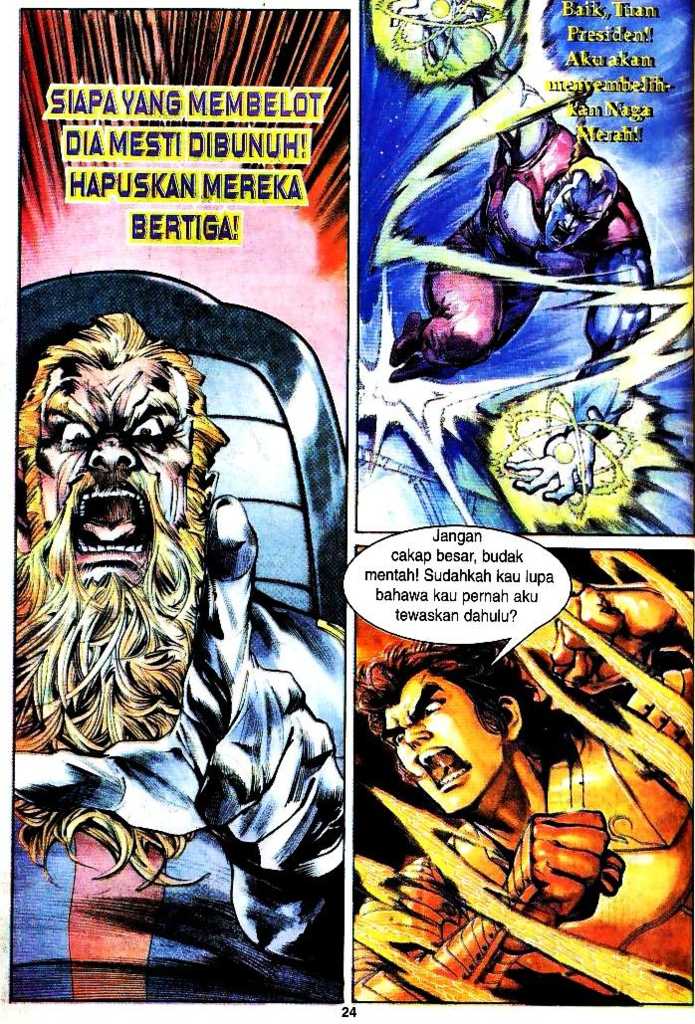 SIAPA YANG MEMBELOT
DIA MESTI DIBUNUH!
HAPUSKAN MEREKA
BERTIGA!
Baik, Tuan
Presiden!!
Aku akan
menyembelih-
kan Naga
Merah!
Jangan
cakap besar, budak
mentah! Sudahkah kau lupa
bahawa kau pernah aku
tewaskan dahulu?
24